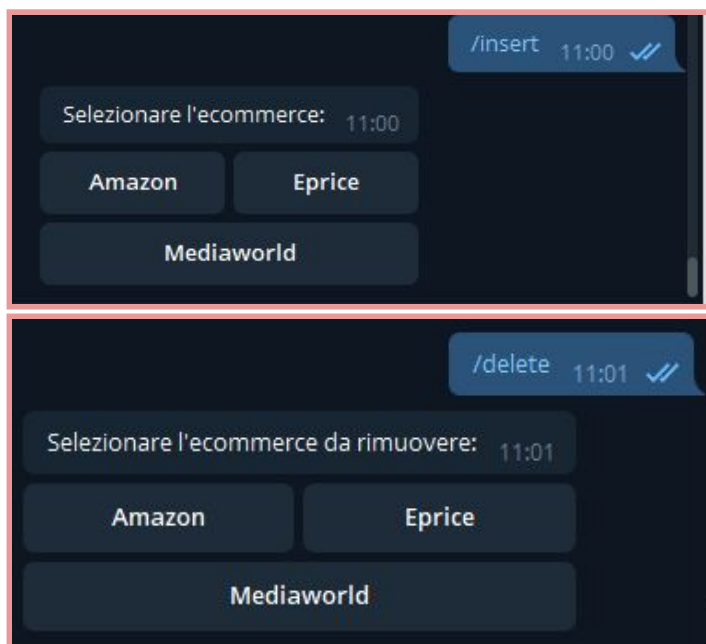 /insert 11:00
Selezionare l'ecommerce: 11:00
Amazon Eprice
Mediaworld
/delete 11:01
Selezionare l'ecommerce da rimuovere: 11:01
Amazon Eprice
Mediaworld